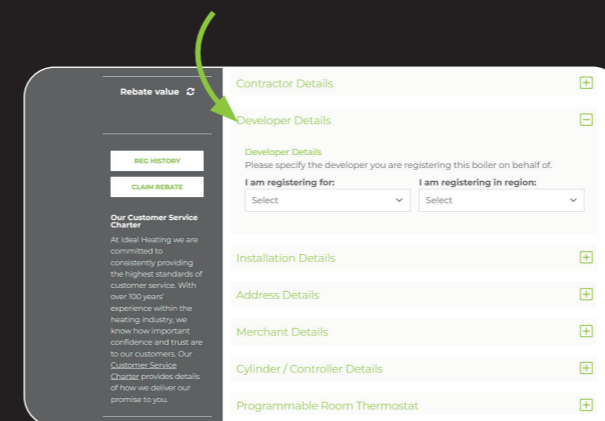 Rebate value
REG HISTORY
CLAIM REBATE
Our Customer Service
Charter
At Ideal Heating we are
committed to
consistently providing
the highest standards of
customer service. With
over 100 years'
experience within the
heating industry, we
know how important
confidence and trust are
to our customers. Our
Customer Service
Charter provides details
of how we deliver our
promise to you.
Contractor Details
Developer Details
Developer Details
Please specify the developer you are registering this boiler on behalf of.
I am registering for: I am registering in region:
Select Select
Installation Details
Address Details
Merchant Details
Cylinder / Controller Details
Programmable Room Thermostat